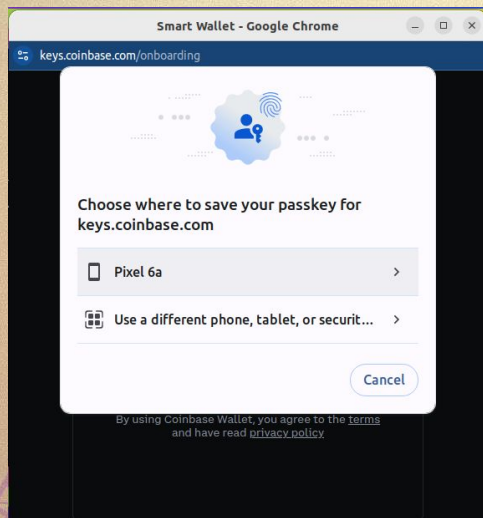 Smart Wallet - Google Chrome
keys.coinbase.com/onboarding
Choose where to save your passkey for
keys.coinbase.com
Pixel 6a
Use a different phone, tablet, or securit...
Cancel
By using Coinbase Wallet, you agree to the terms
and have read privacy policy